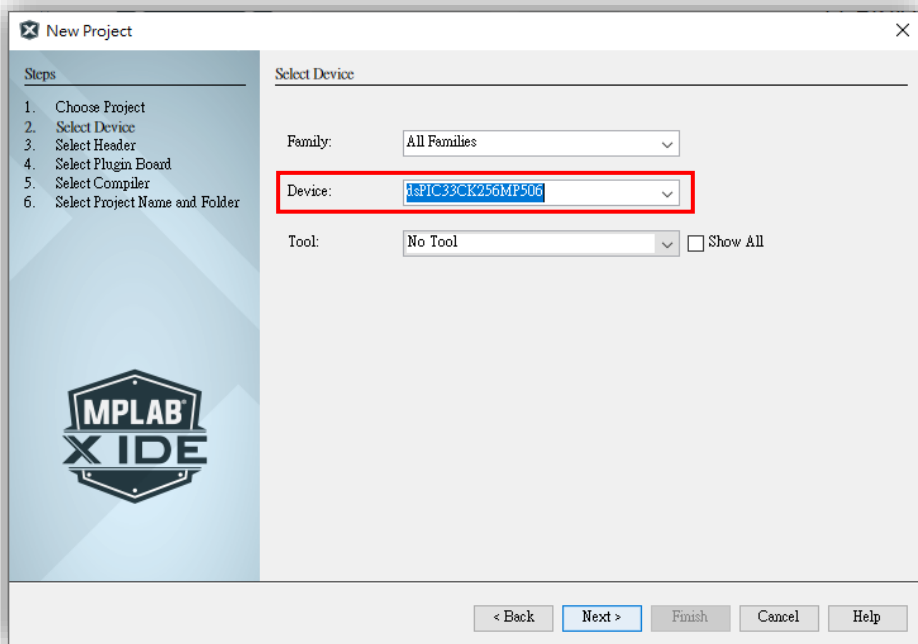 New Project
Steps
1. Choose Project
2. Select Device
3. Select Header
4. Select Plugin Board
5. Select Compiler
6. Select Project Name and Folder
MPLAB®
X IDE
Select Device
Family: All Families
Device: dsPIC33CK256MP506
Tool: No Tool Show All
< Back Next > Finish Cancel Help